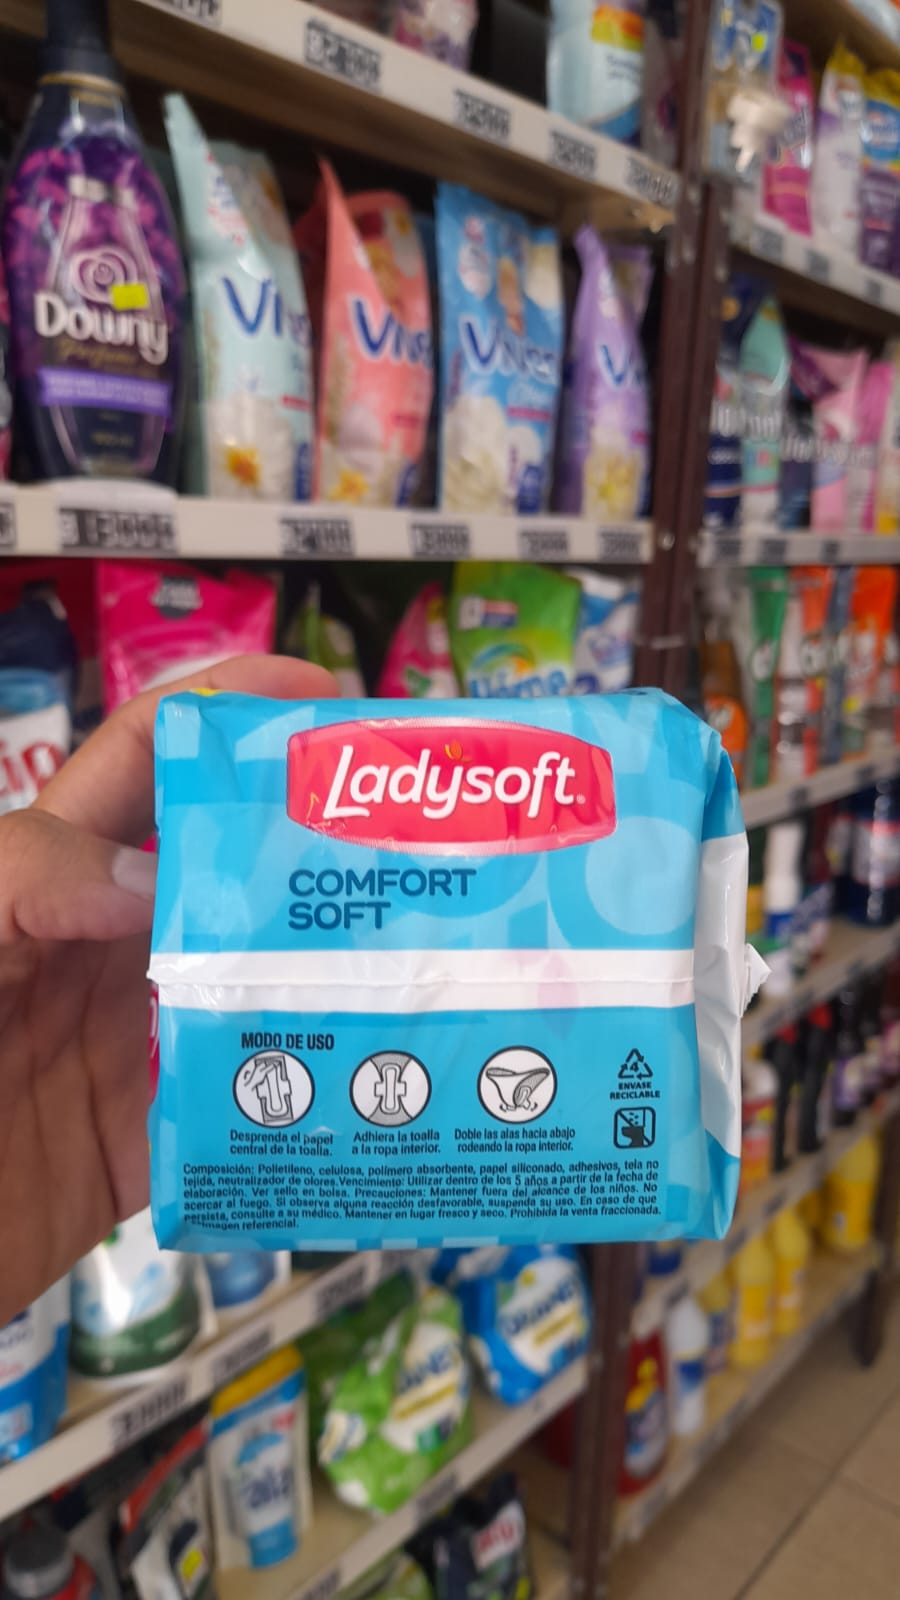 Downy
Vivere
Ladysoft
COMFORT
SOFT
MODO DE USO
Desprenda el papel
central de la toalla.
Adhiera la toalla
a la ropa interior.
Doble las alas hacia abajo
rodeando la ropa interior.
4
ENVASE
RECICLABLE
Composición: Polietileno, celulosa, polímero absorbente, papel siliconado, adhesivos, tela no
tejida, neutralizador de olores. Vencimiento: Utilizar dentro de los 5 años a partir de la fecha de
elaboración. Ver sello en bolsa. Precauciones: Mantener fuera del alcance de los niños. No
acercar al fuego. Si observa alguna reacción desfavorable, suspenda su uso. En caso de que
persista, consulte a su médico. Mantener en lugar fresco y seco. Prohibida la venta fraccionada.
*Imagen referencial.